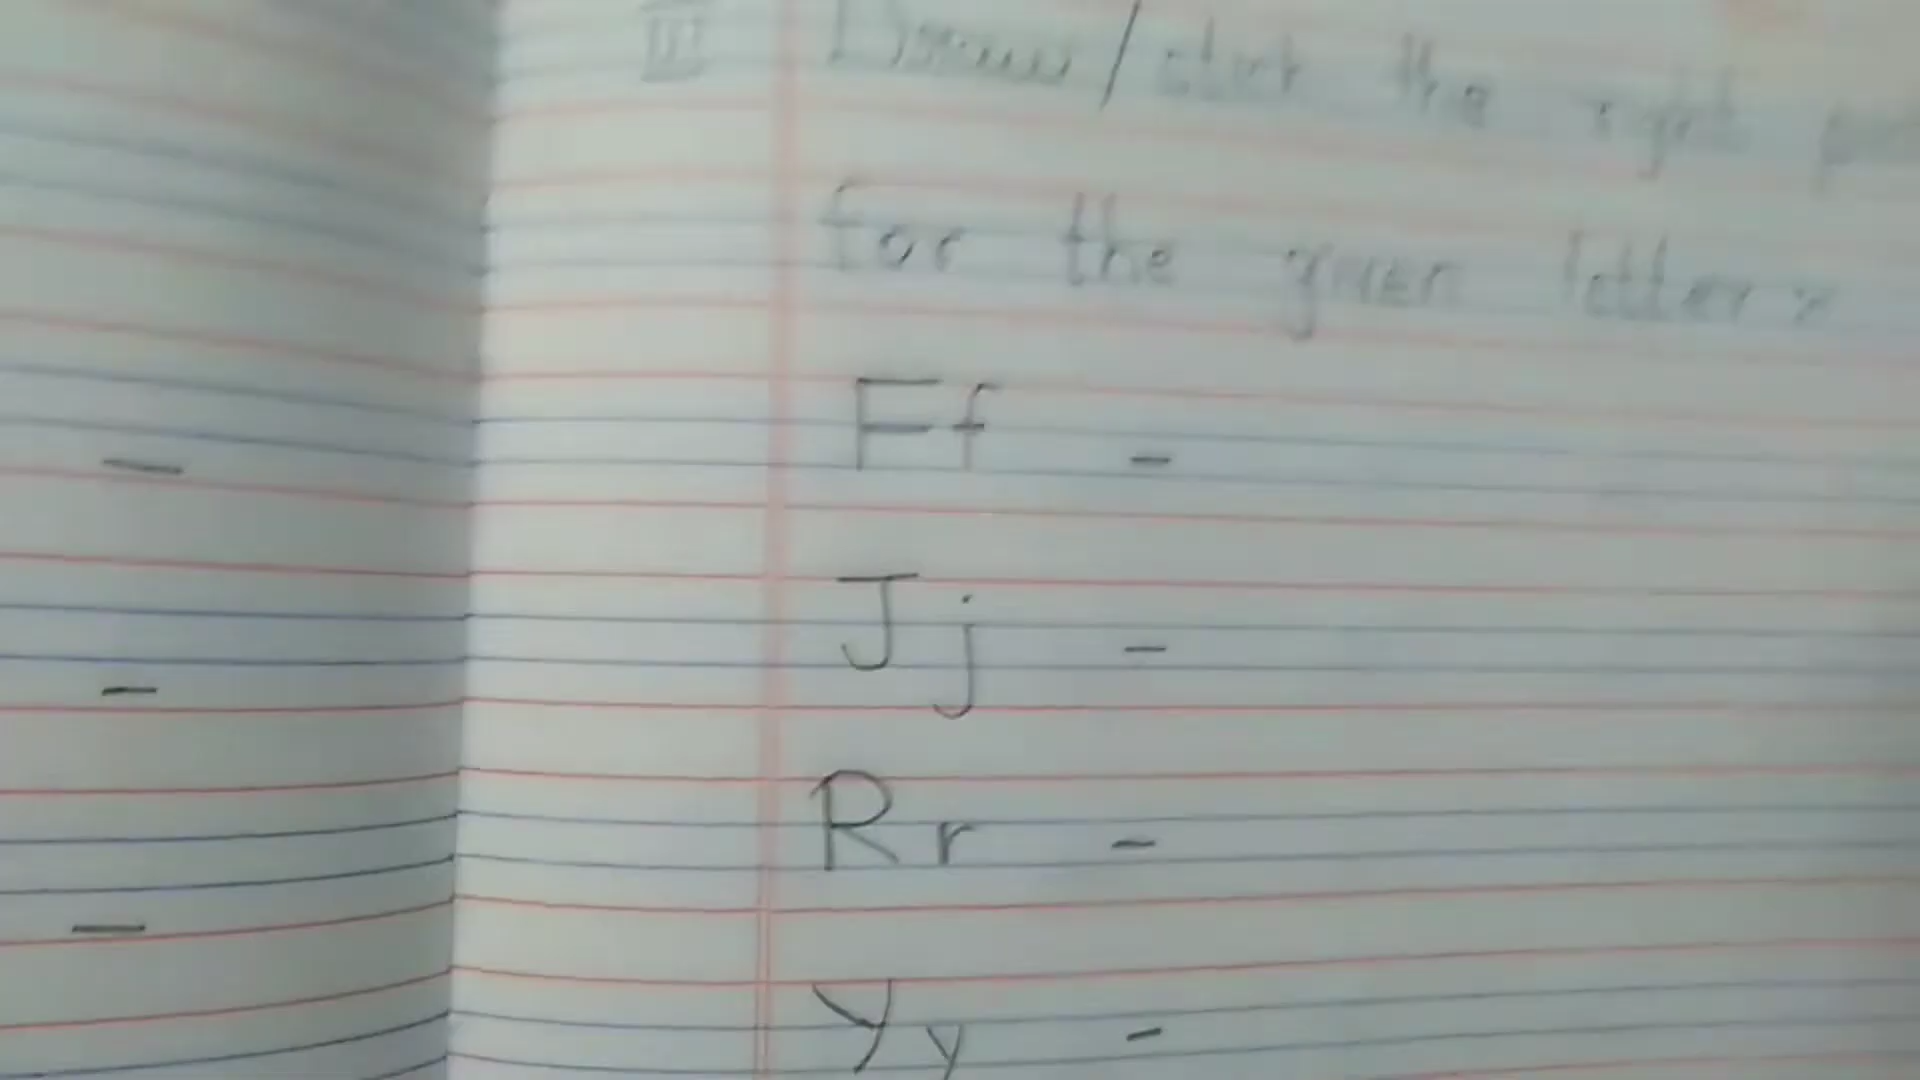 III Draw/stick the right
for the given letters
Ff -
Jj -
Rr -
Yy -